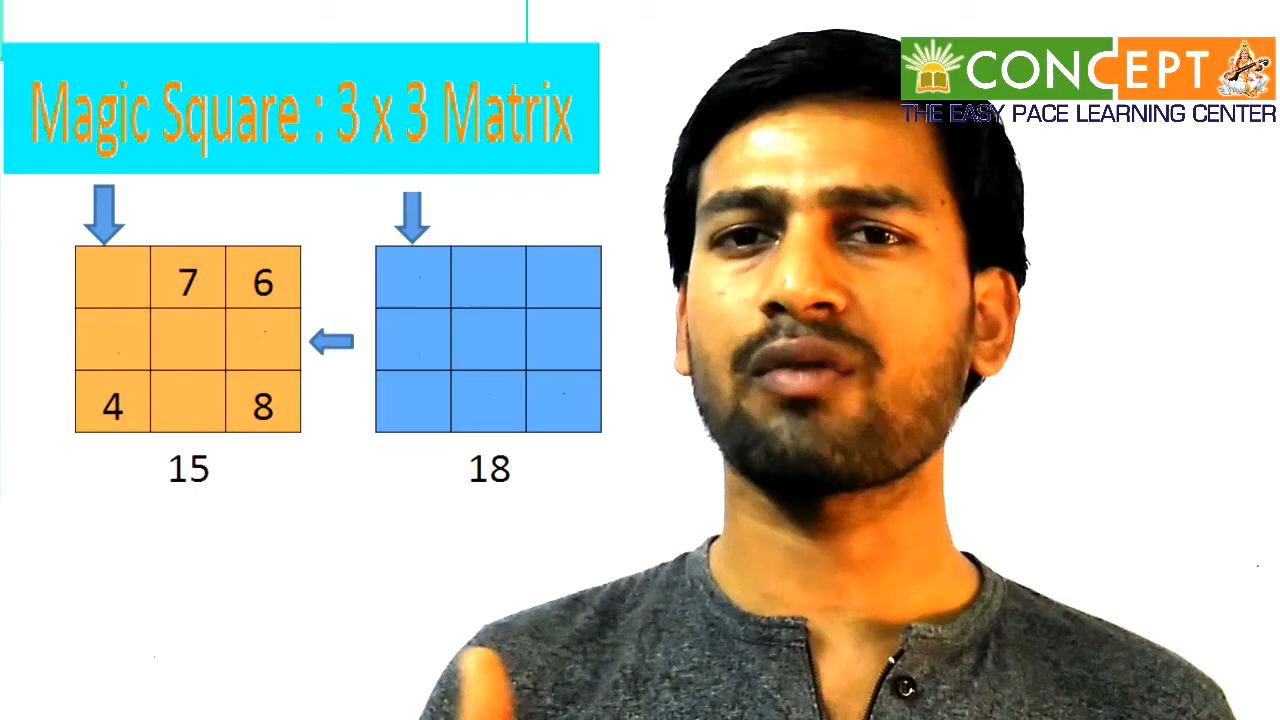 CONCEPT
THE EASY PACE LEARNING CENTER
Magic Square : 3 x 3 Matrix
7 6
4 8
15
18